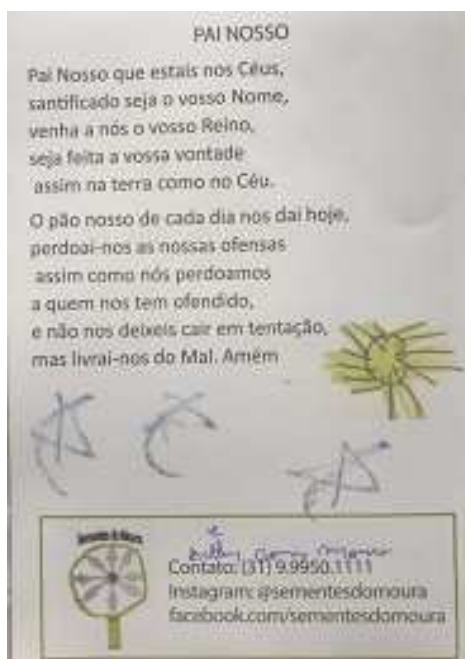 PAI NOSSO
Pai Nosso que estais nos Céus,
santificado seja o vosso Nome,
venha a nós o vosso Reino,
seja feita a vossa vontade
assim na terra como no Céu.
O pão nosso de cada dia nos dai hoje,
perdoai-nos as nossas ofensas
assim como nós perdoamos
a quem nos tem ofendido,
e não nos deixeis cair em tentação,
mas livrai-nos do Mal. Amém
Contato: (31) 9.9950.1111
Instagram: @sementesdomoura
facebook.com/sementesdomoura